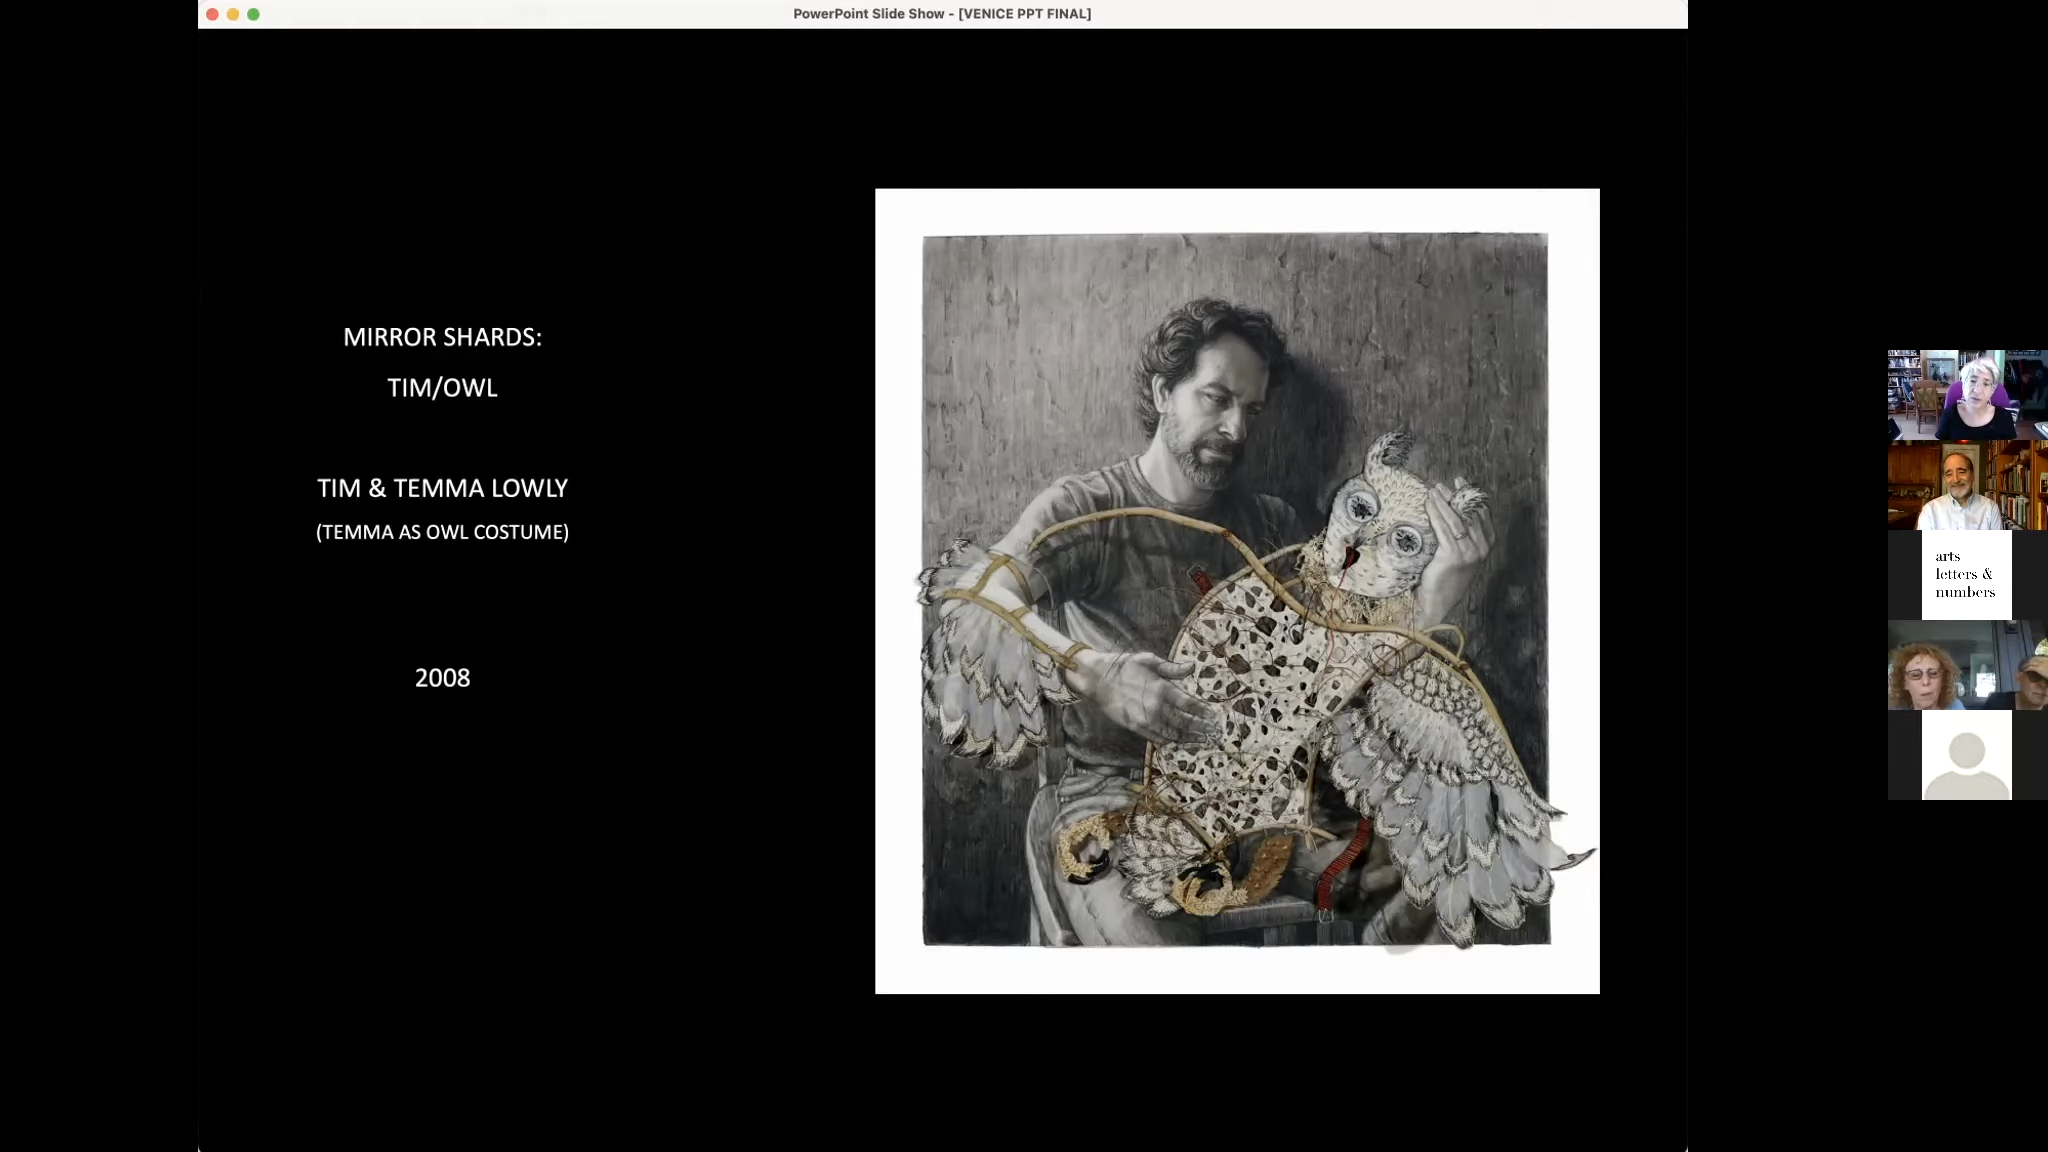 PowerPoint Slide Show - [VENICE PPT FINAL]
MIRROR SHARDS:
TIM/OWL
TIM & TEMMA LOWLY
(TEMMA AS OWL COSTUME)
2008
arts
letters &
numbers